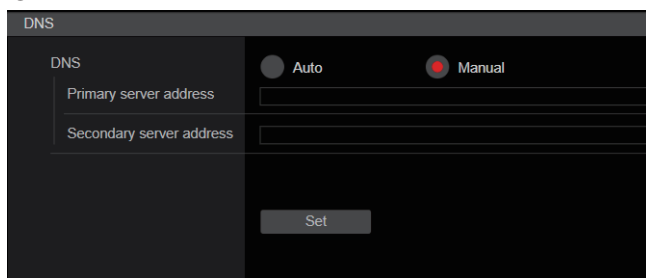 DNS
DNS Auto Manual
Primary server address
Secondary server address
Set